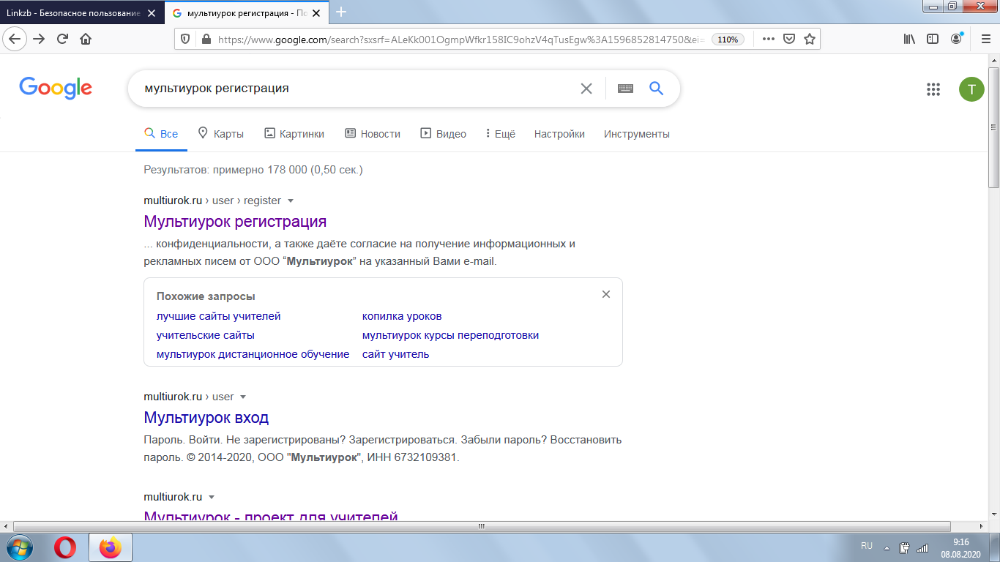 Linkzb - Безопасное пользование
мультиурок регистрация - По
https://www.google.com/search?sxsrf=ALeKk001OgmpWfkr158IC9ohzV4qTusEgw%3A1596852814750&ei=
110%
Google
мультиурок регистрация
T
Все
Карты
Картинки
Новости
Видео
Ещё
Настройки
Инструменты
Результатов: примерно 178 000 (0,50 сек.)
multiurok.ru › user › register
Мультиурок регистрация
... конфиденциальности, а также даёте согласие на получение информационных и
рекламных писем от ООО “Мультиурок” на указанный Вами e-mail.
Похожие запросы
лучшие сайты учителей
копилка уроков
учительские сайты
мультиурок курсы переподготовки
мультиурок дистанционное обучение
сайт учитель
multiurok.ru › user
Мультиурок вход
Пароль. Войти. Не зарегистрированы? Зарегистрироваться. Забыли пароль? Восстановить
пароль. © 2014-2020, ООО "Мультиурок", ИНН 6732109381.
multiurok.ru
Мультиурок - проект для учителей
RU
9:16
08.08.2020